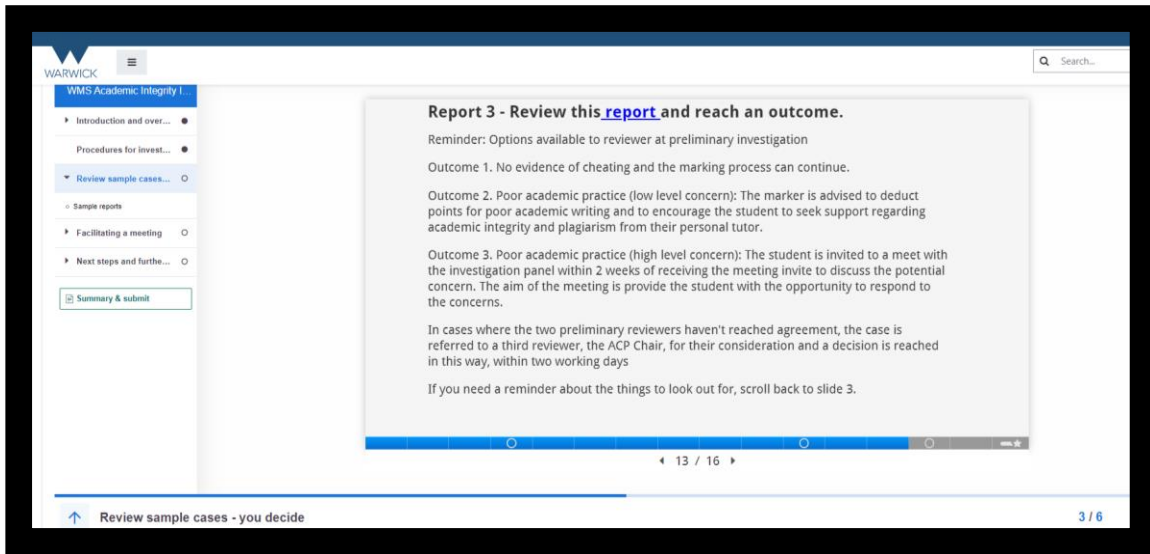 WARWICK
Search...
WMS Academic Integrity I...
Introduction and over...
Procedures for invest...
Review sample cases...
Sample reports
Facilitating a meeting
Next steps and furthe...
Summary & submit
Report 3 - Review this report and reach an outcome.
Reminder: Options available to reviewer at preliminary investigation
Outcome 1. No evidence of cheating and the marking process can continue.
Outcome 2. Poor academic practice (low level concern): The marker is advised to deduct
points for poor academic writing and to encourage the student to seek support regarding
academic integrity and plagiarism from their personal tutor.
Outcome 3. Poor academic practice (high level concern): The student is invited to a meet with
the investigation panel within 2 weeks of receiving the meeting invite to discuss the potential
concern. The aim of the meeting is provide the student with the opportunity to respond to
the concerns.
In cases where the two preliminary reviewers haven't reached agreement, the case is
referred to a third reviewer, the ACP Chair, for their consideration and a decision is reached
in this way, within two working days
If you need a reminder about the things to look out for, scroll back to slide 3.
13 / 16
Review sample cases - you decide
3 / 6